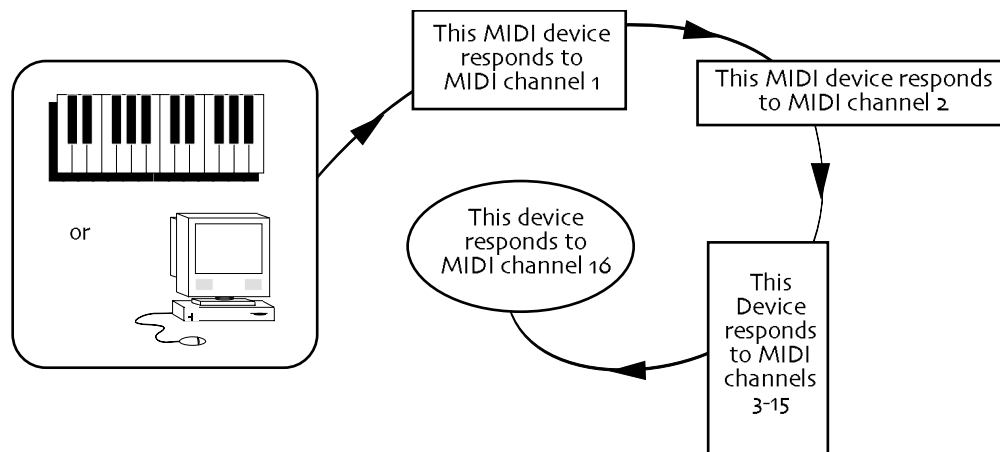 or
This MIDI device
responds to
MIDI channel 1
This MIDI device responds
to MIDI channel 2
This
Device
responds
to MIDI
channels
3-15
This device
responds to
MIDI channel 16